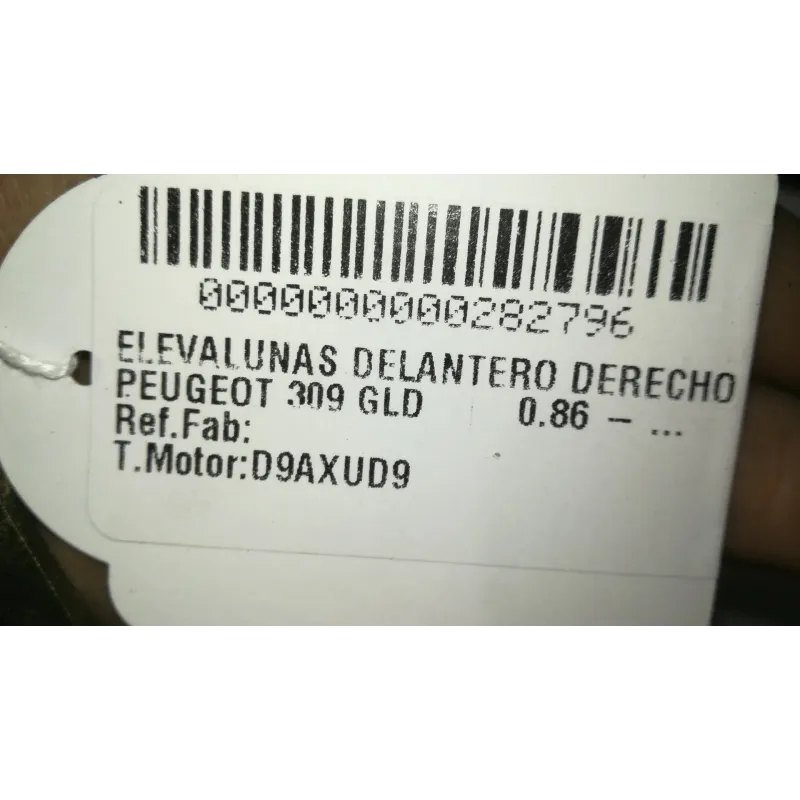 0000000000282796
ELEVALUNAS DELANTERO DERECHO
PEUGEOT 309 GLD 0.86 – ...
Ref.Fab:
T.Motor:D9AXUD9